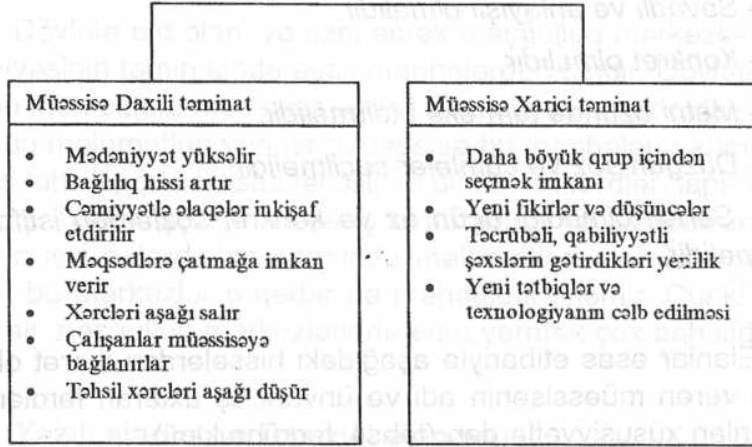 Müəssisə Daxili təminat
• Mədəniyyət yüksəlir
• Bağlılıq hissi artır
• Cəmiyyətlə əlaqələr inkişaf
etdirilir
• Məqsədlərə çatmağa imkan
verir
• Xərcləri aşağı salır
• Çalışanlar müəssisəyə
bağlanırlar
• Təhsil xərcləri aşağı düşür
Müəssisə Xarici təminat
• Daha böyük qrup içindən
seçmək imkanı
• Yeni fikirlər və düşüncələr
• Təcrübəli, qabiliyyətli
şəxslərin gətirdikləri yenilik
• Yeni tətbiqlər və
texnologiyanın cəlb edilməsi